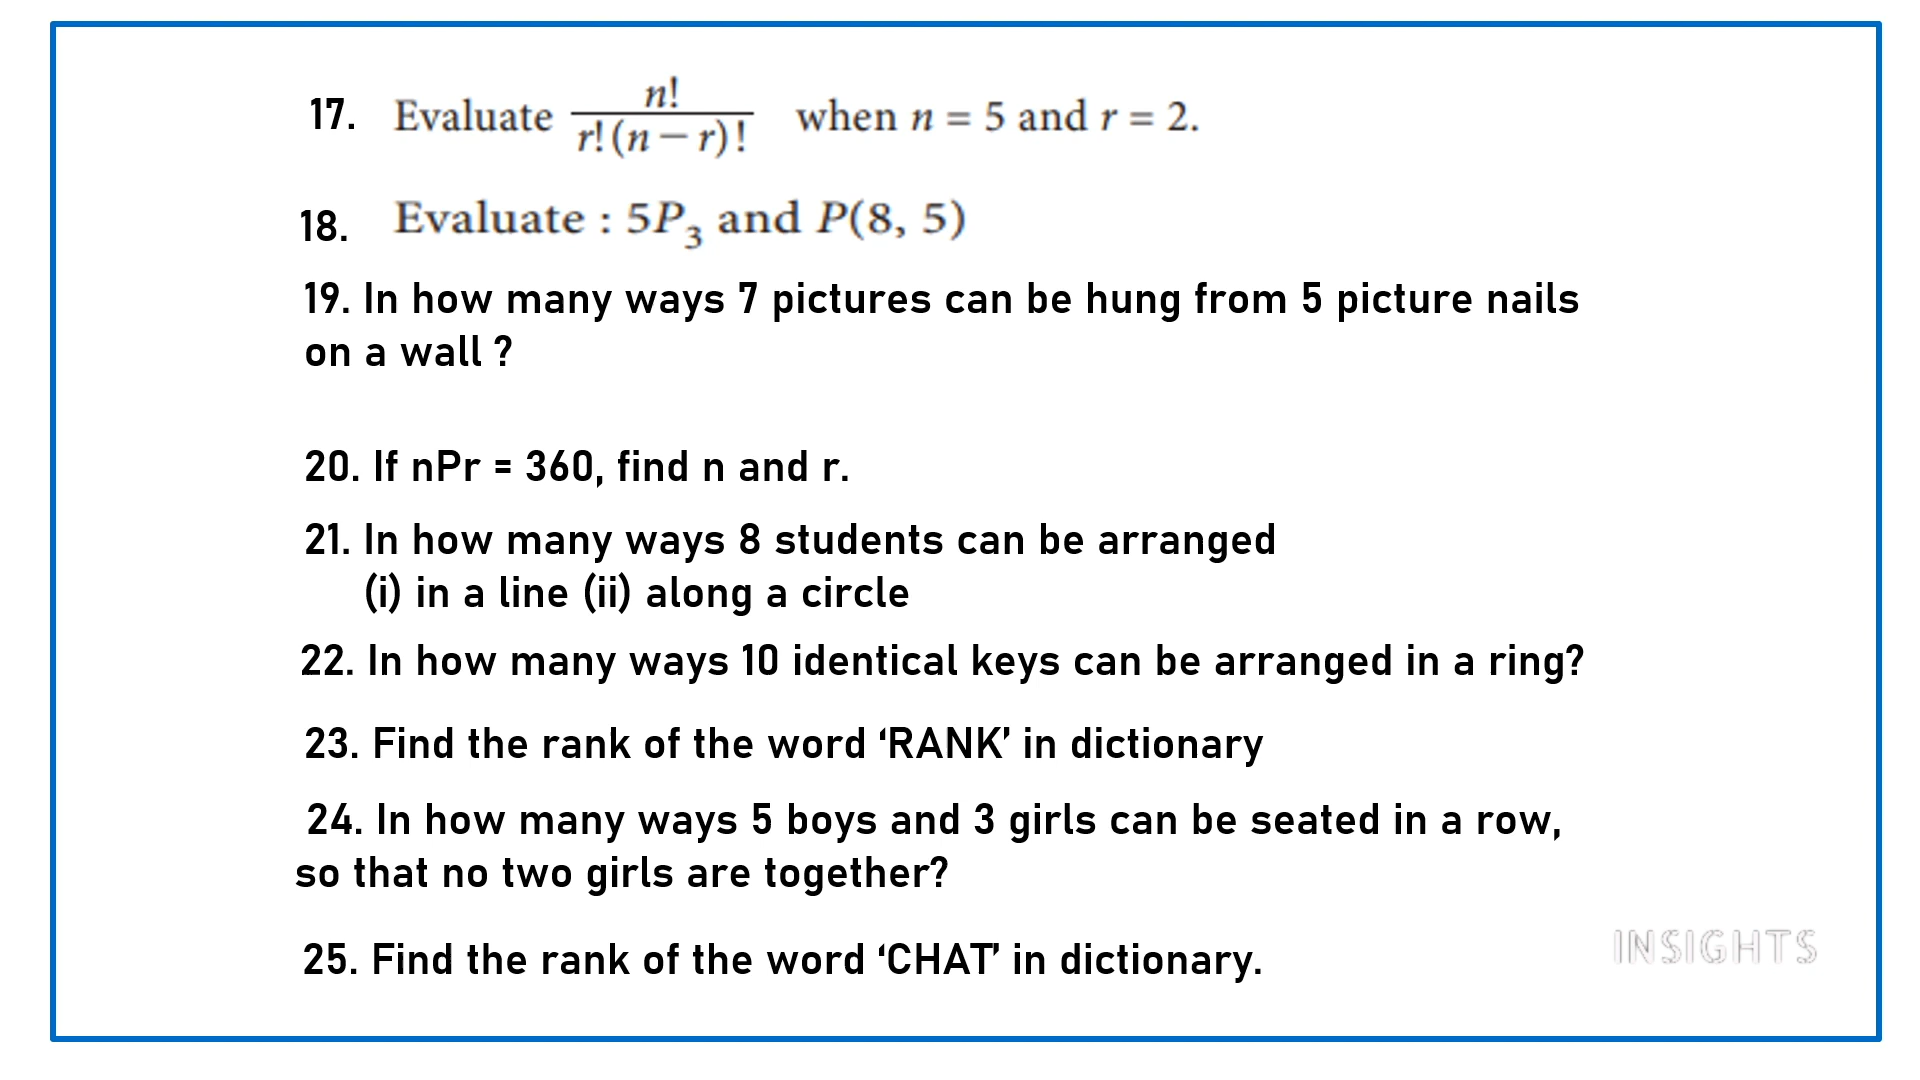 17. Evaluate n! / r!(n − r)! when n = 5 and r = 2.
18. Evaluate : 5P₃ and P(8, 5)
19. In how many ways 7 pictures can be hung from 5 picture nails
on a wall ?
20. If nPr = 360, find n and r.
21. In how many ways 8 students can be arranged
(i) in a line (ii) along a circle
22. In how many ways 10 identical keys can be arranged in a ring?
23. Find the rank of the word ‘RANK’ in dictionary
24. In how many ways 5 boys and 3 girls can be seated in a row,
so that no two girls are together?
25. Find the rank of the word ‘CHAT’ in dictionary.
INSIGHTS